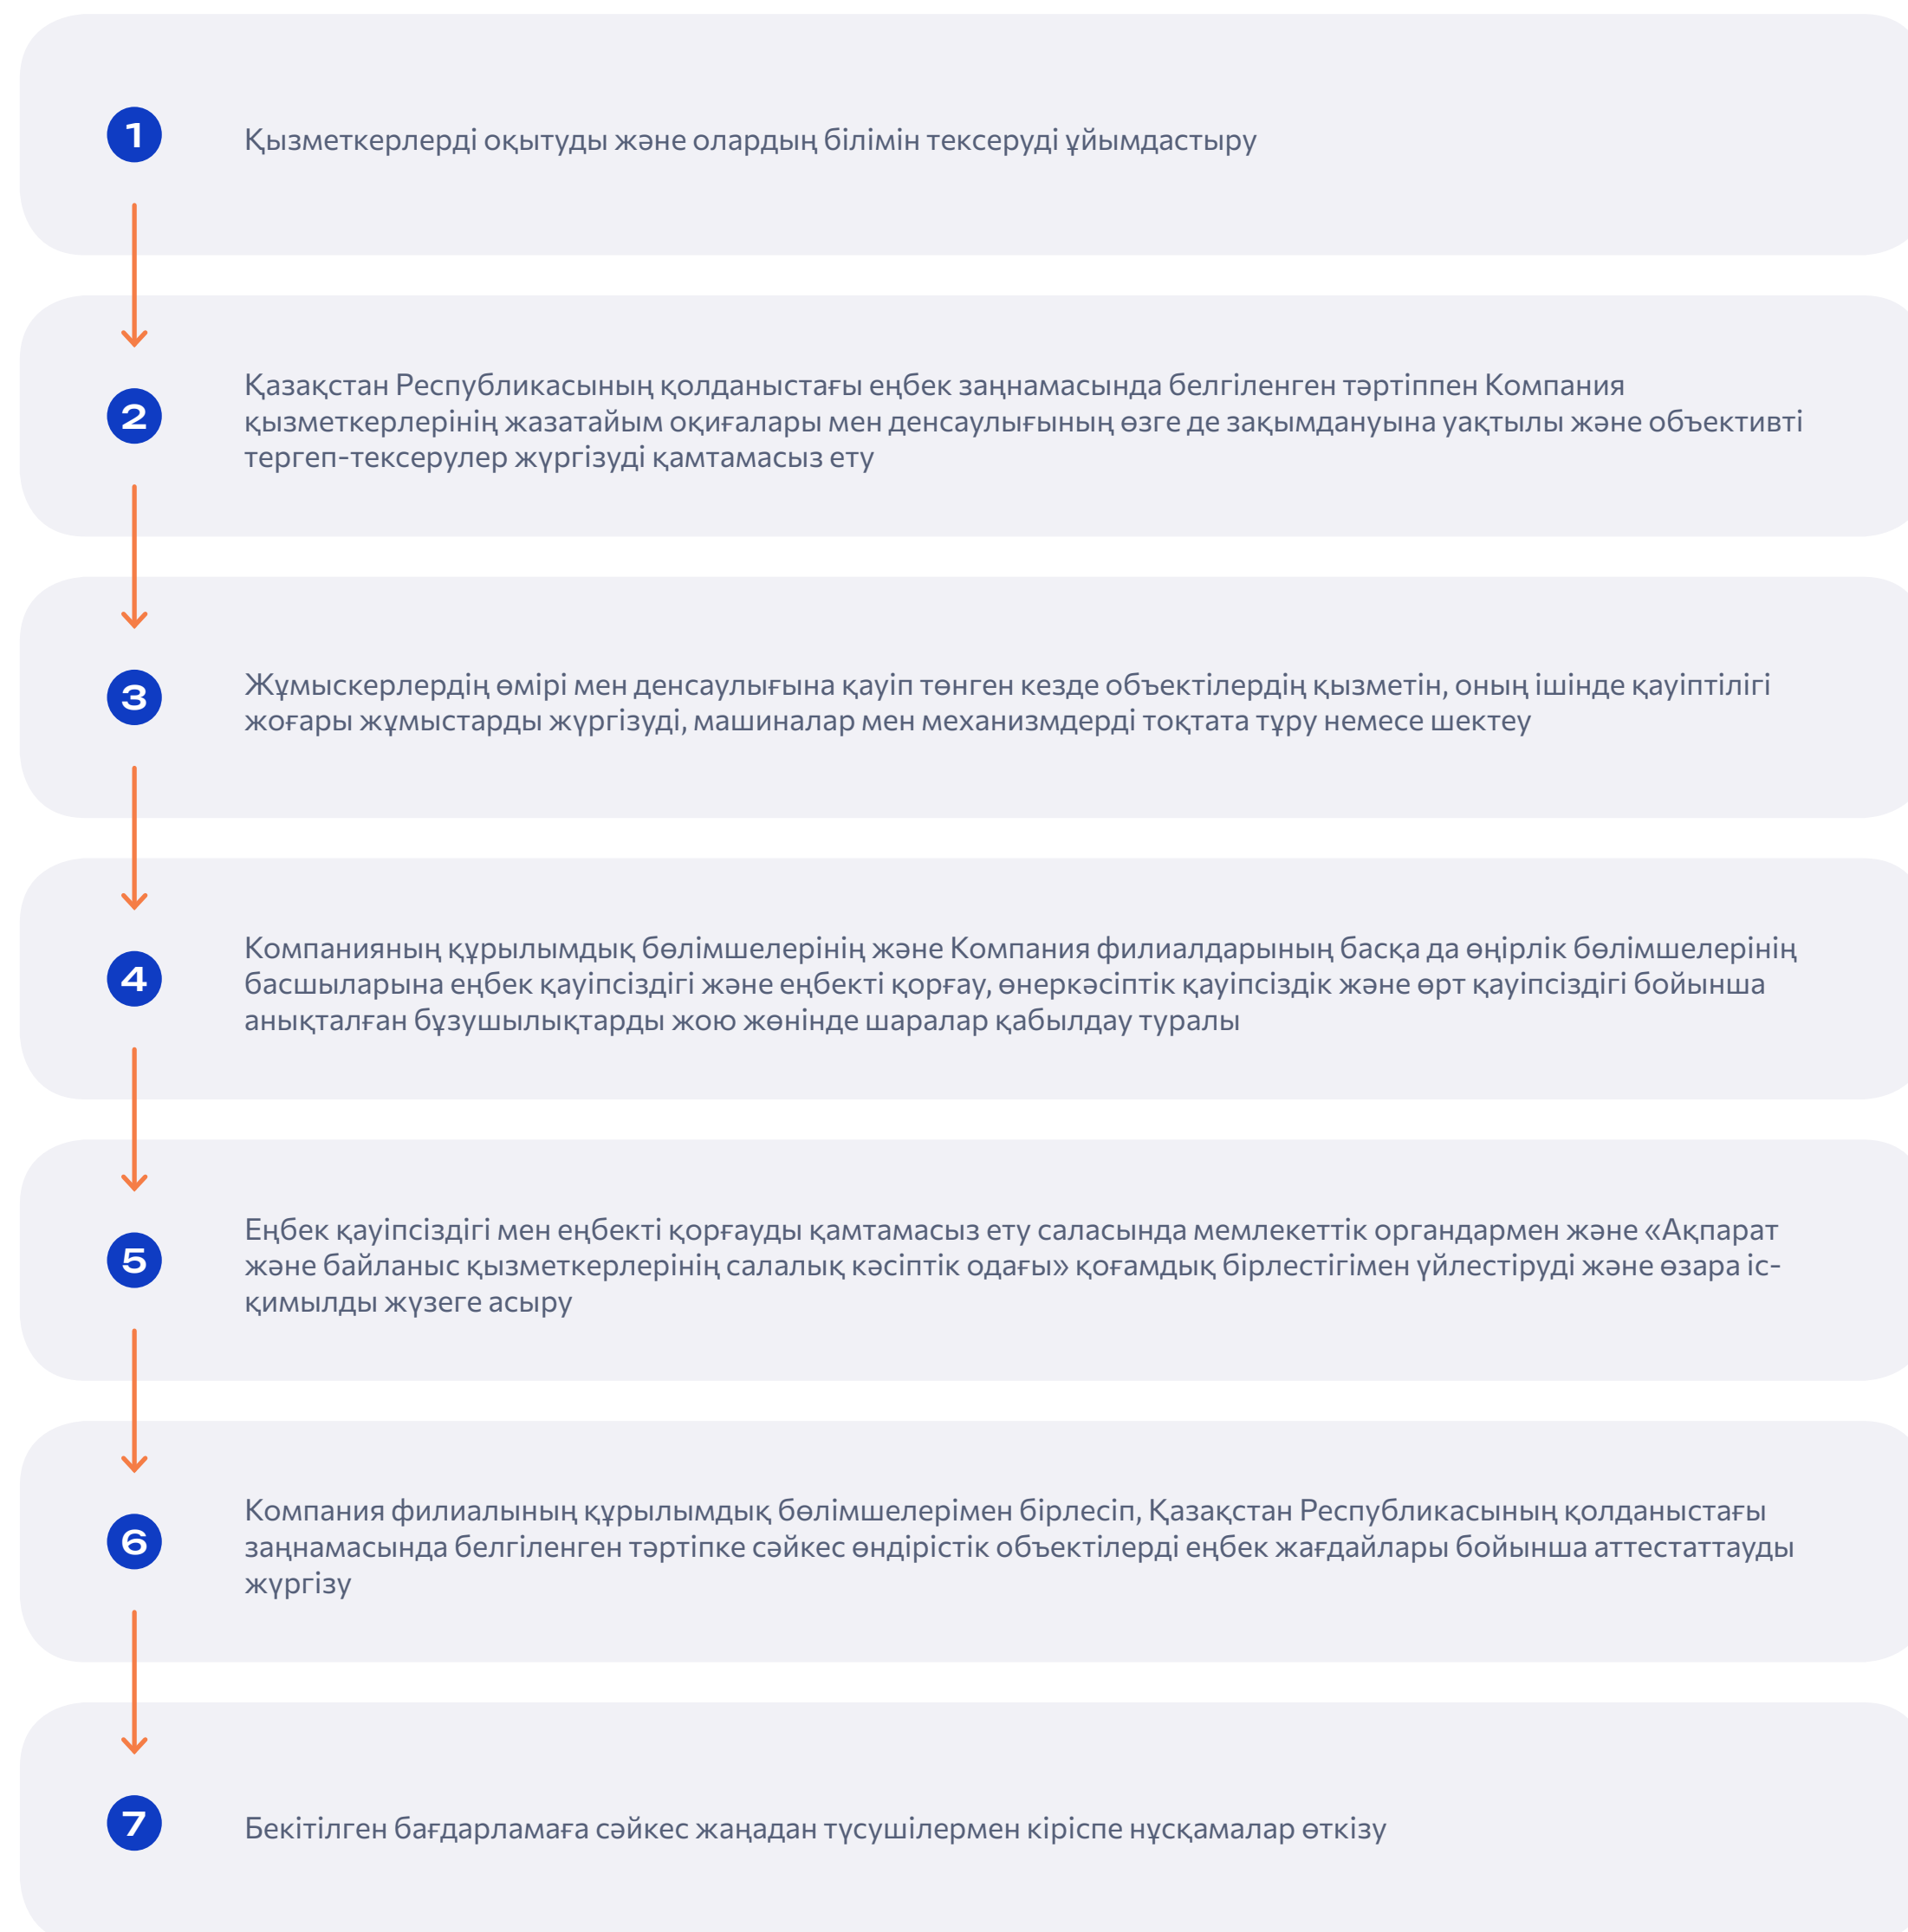 1
Қызметкерлерді оқытуды және олардың білімін тексеруді ұйымдастыру
2
Қазақстан Республикасының қолданыстағы еңбек заңнамасында белгіленген тәртіппен Компания
қызметкерлерінің жазатайым оқиғалары мен денсаулығының өзге де зақымдануына уақтылы және объективті
тергеп-тексерулер жүргізуді қамтамасыз ету
3
Жұмыскерлердің өмірі мен денсаулығына қауіп төнген кезде объектілердің қызметін, оның ішінде қауіптілігі
жоғары жұмыстарды жүргізуді, машиналар мен механизмдерді тоқтата тұру немесе шектеу
4
Компанияның құрылымдық бөлімшелерінің және Компания филиалдарының басқа да өңірлік бөлімшелерінің
басшыларына еңбек қауіпсіздігі және еңбекті қорғау, өнеркәсіптік қауіпсіздік және өрт қауіпсіздігі бойынша
анықталған бұзушылықтарды жою жөнінде шаралар қабылдау туралы
5
Еңбек қауіпсіздігі мен еңбекті қорғауды қамтамасыз ету саласында мемлекеттік органдармен және «Ақпарат
және байланыс қызметкерлерінің салалық кәсіптік одағы» қоғамдық бірлестігімен үйлестіруді және өзара іс-
қимылды жүзеге асыру
6
Компания филиалының құрылымдық бөлімшелерімен бірлесіп, Қазақстан Республикасының қолданыстағы
заңнамасында белгіленген тәртіпке сәйкес өндірістік объектілерді еңбек жағдайлары бойынша аттестаттауды
жүргізу
7
Бекітілген бағдарламаға сәйкес жаңадан түсушілермен кіріспе нұсқамалар өткізу